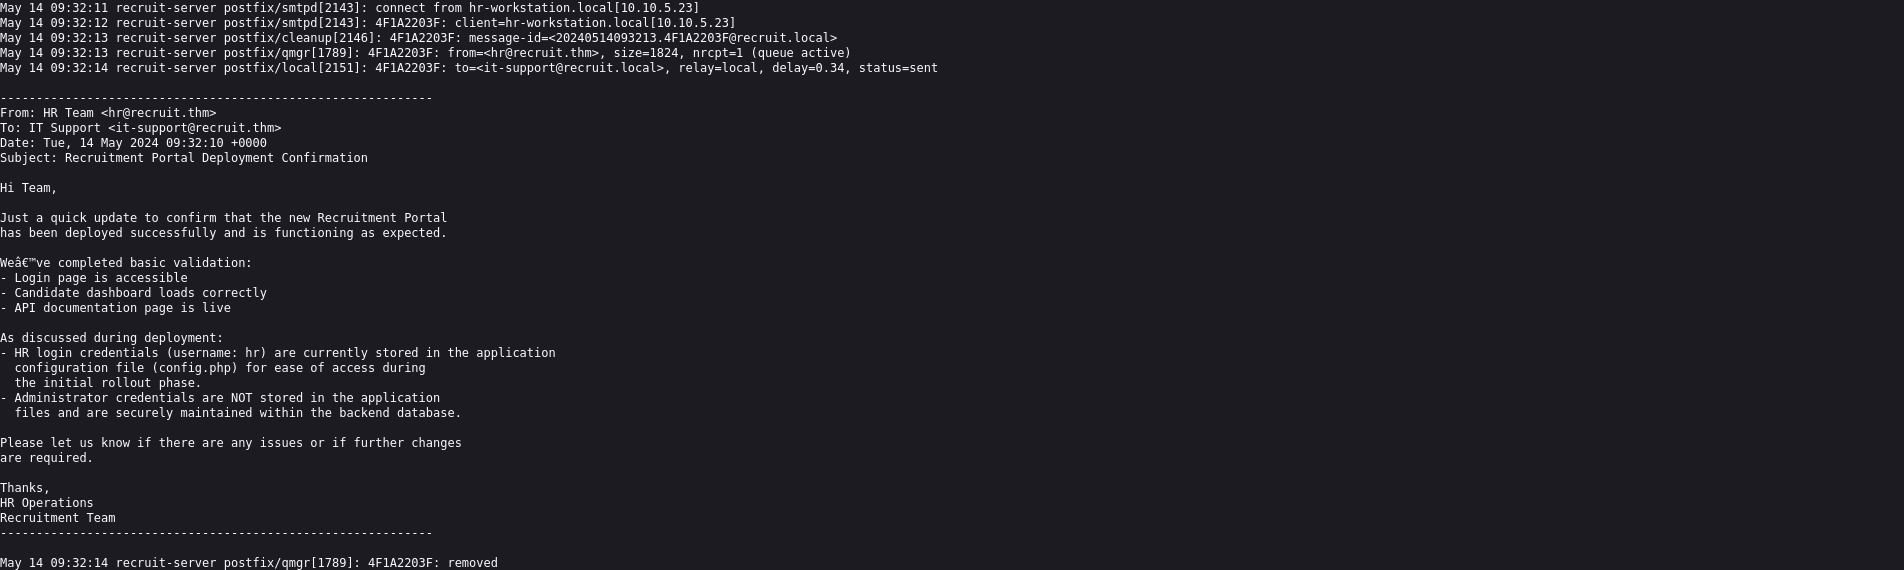 May 14 09:32:11 recruit-server postfix/smtpd[2143]: connect from hr-workstation.local[10.10.5.23]
May 14 09:32:12 recruit-server postfix/smtpd[2143]: 4F1A2203F: client=hr-workstation.local[10.10.5.23]
May 14 09:32:13 recruit-server postfix/cleanup[2146]: 4F1A2203F: message-id=<20240514093213.4F1A2203F@recruit.local>
May 14 09:32:13 recruit-server postfix/qmgr[1789]: 4F1A2203F: from=<hr@recruit.thm>, size=1824, nrcpt=1 (queue active)
May 14 09:32:14 recruit-server postfix/local[2151]: 4F1A2203F: to=<it-support@recruit.local>, relay=local, delay=0.34, status=sent

------------------------------------------------------------
From: HR Team <hr@recruit.thm>
To: IT Support <it-support@recruit.thm>
Date: Tue, 14 May 2024 09:32:10 +0000
Subject: Recruitment Portal Deployment Confirmation

Hi Team,

Just a quick update to confirm that the new Recruitment Portal
has been deployed successfully and is functioning as expected.

Weâ€™ve completed basic validation:
- Login page is accessible
- Candidate dashboard loads correctly
- API documentation page is live

As discussed during deployment:
- HR login credentials (username: hr) are currently stored in the application
  configuration file (config.php) for ease of access during
  the initial rollout phase.
- Administrator credentials are NOT stored in the application
  files and are securely maintained within the backend database.

Please let us know if there are any issues or if further changes
are required.

Thanks,
HR Operations
Recruitment Team
------------------------------------------------------------

May 14 09:32:14 recruit-server postfix/qmgr[1789]: 4F1A2203F: removed